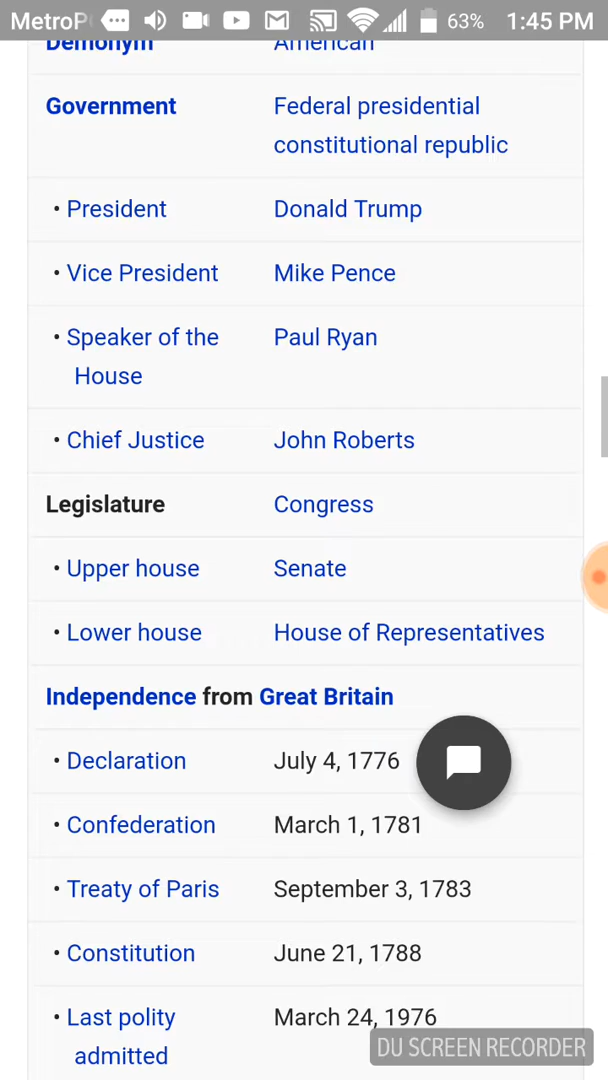 MetroP 63% 1:45 PM
Demonym American
Government Federal presidential
constitutional republic
• President Donald Trump
• Vice President Mike Pence
• Speaker of the Paul Ryan
House
• Chief Justice John Roberts
Legislature Congress
• Upper house Senate
• Lower house House of Representatives
Independence from Great Britain
• Declaration July 4, 1776
• Confederation March 1, 1781
• Treaty of Paris September 3, 1783
• Constitution June 21, 1788
• Last polity March 24, 1976
admitted
DU SCREEN RECORDER